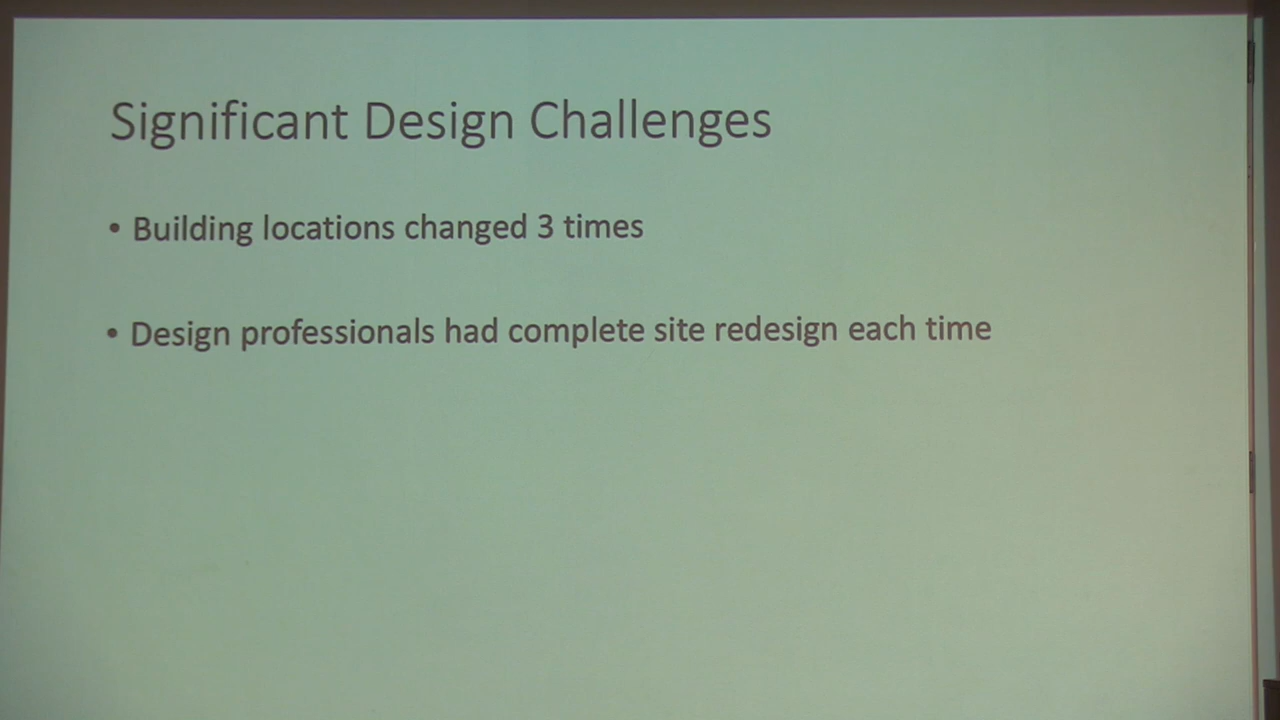 Significant Design Challenges
• Building locations changed 3 times
• Design professionals had complete site redesign each time